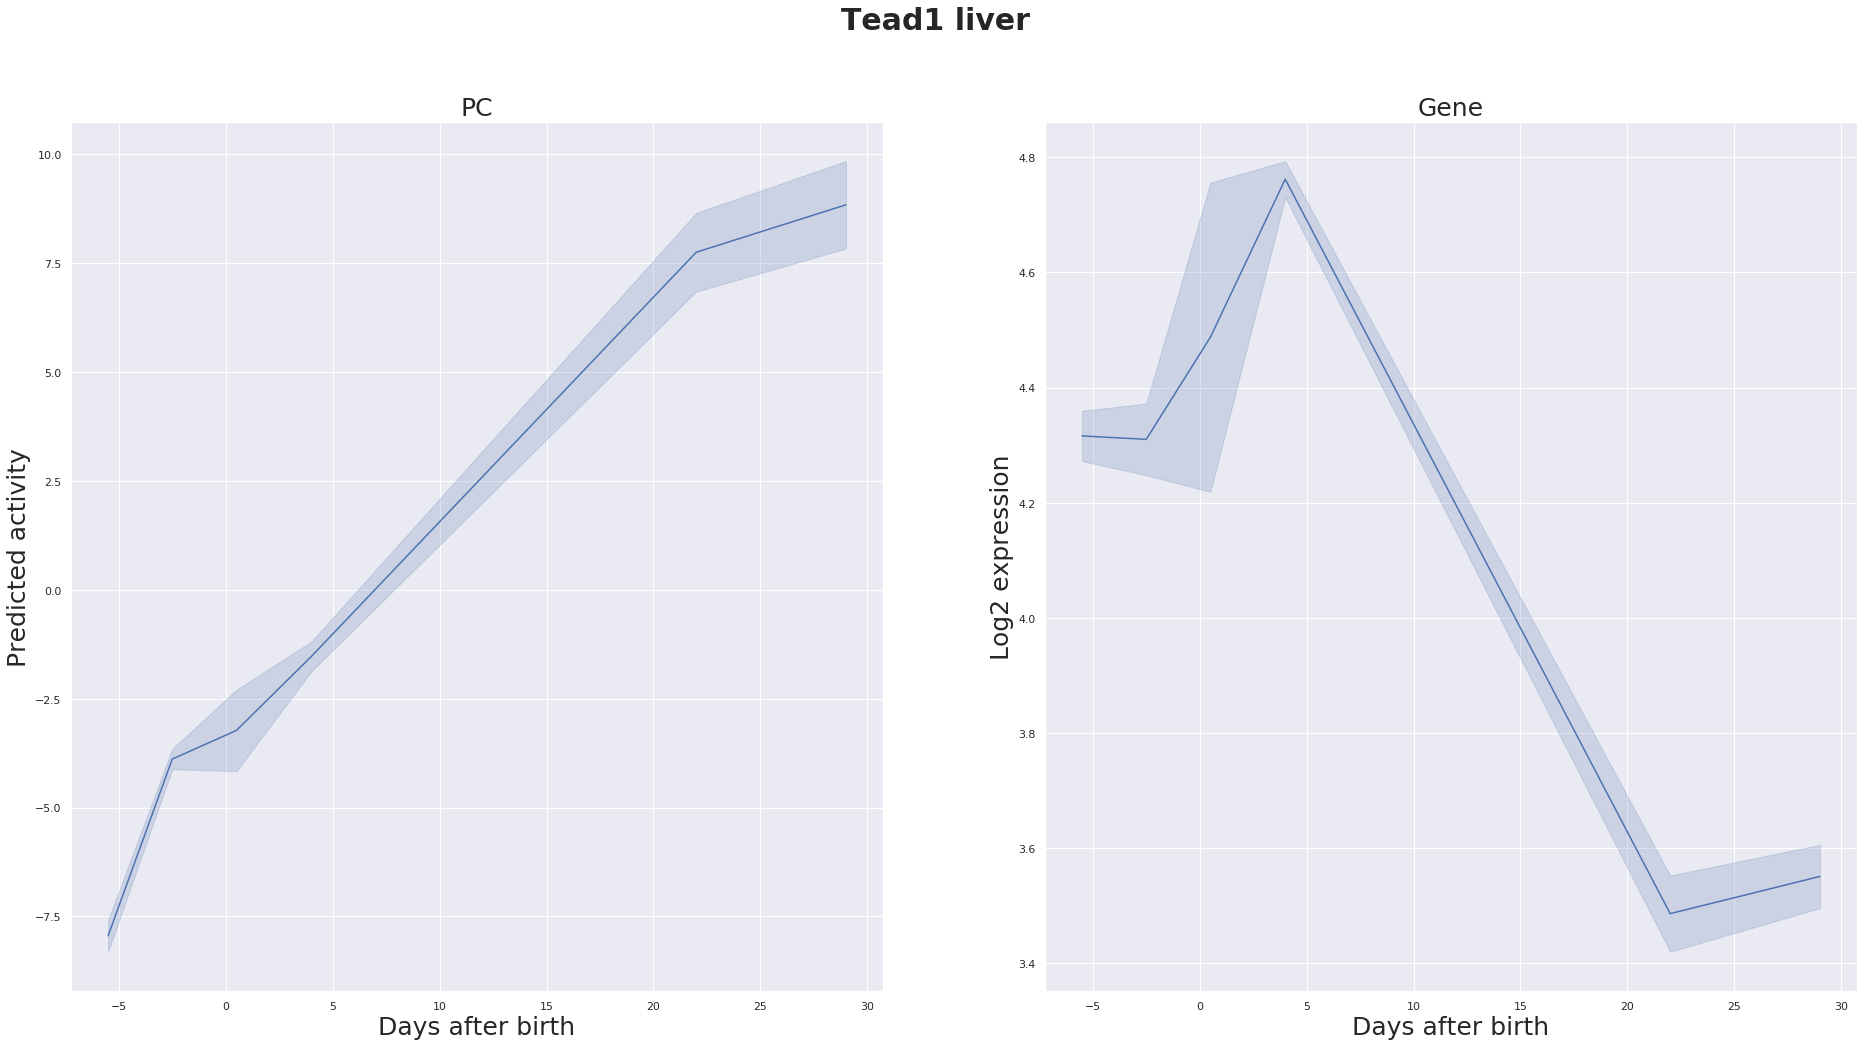 Tead1 liver
PC
Predicted activity
10.0
7.5
5.0
2.5
0.0
−2.5
−5.0
−7.5
−5 0 5 10 15 20 25 30
Days after birth
Gene
Log2 expression
4.8
4.6
4.4
4.2
4.0
3.8
3.6
3.4
−5 0 5 10 15 20 25 30
Days after birth